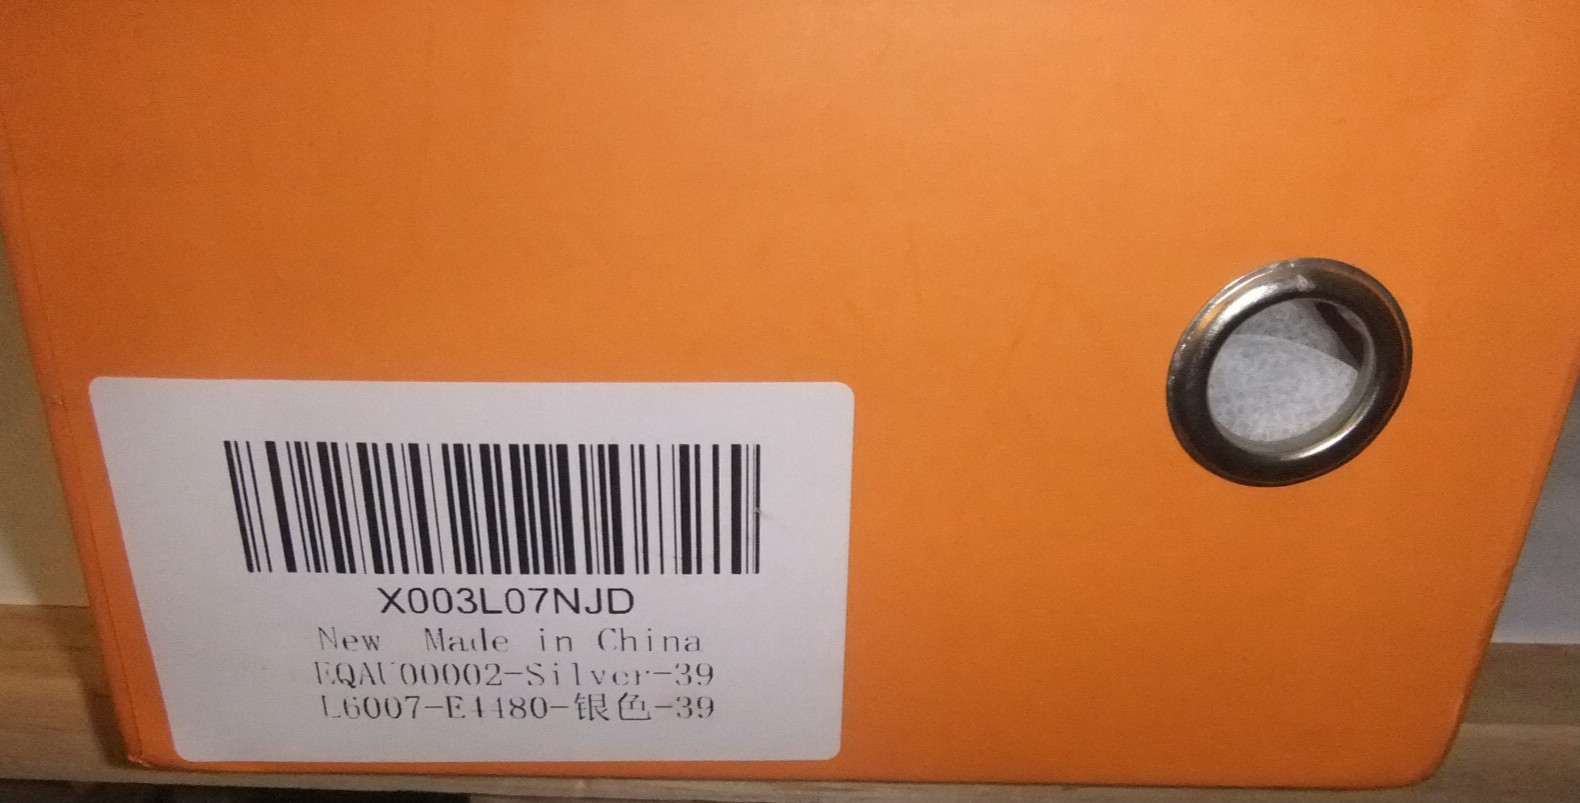 X003L07NJD
New Made in China
EQAU00002-Silver-39
L6007-E4480-银色-39